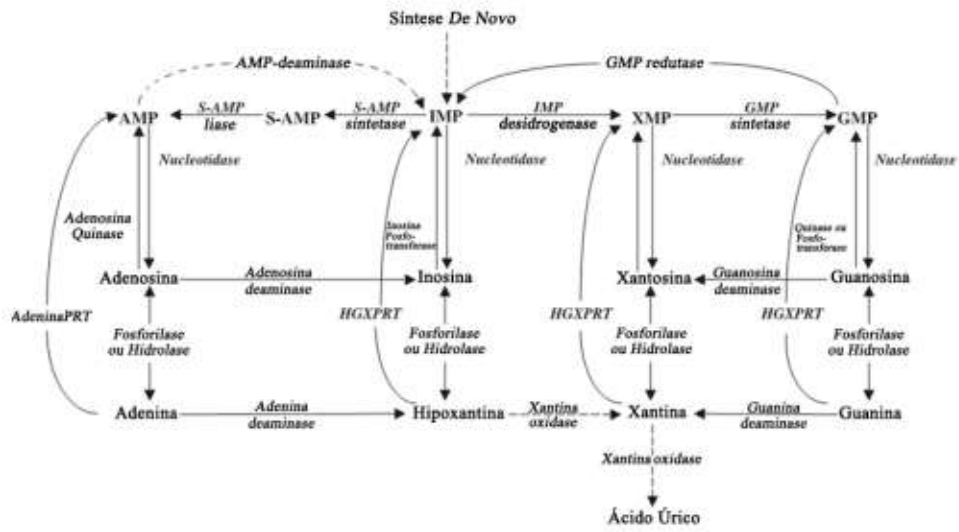 Síntese De Novo
AMP-deaminase
GMP redutase
AMP
S-AMP
liase
S-AMP
S-AMP
sintetase
IMP
IMP
desidrogenase
XMP
GMP
sintetase
GMP
Nucleotidase
Nucleotidase
Nucleotidase
Nucleotidase
Adenosina
Quinase
Inosina
Fosfo-
transferase
Quinase ou
Fosfo-
transferase
Adenosina
Adenosina
deaminase
Inosina
Xantosina
Guanosina
deaminase
Guanosina
AdeninaPRT
HGXPRT
HGXPRT
HGXPRT
Fosforilase
ou Hidrolase
Fosforilase
ou Hidrolase
Fosforilase
ou Hidrolase
Fosforilase
ou Hidrolase
Adenina
Adenina
deaminase
Hipoxantina
Xantina
oxidase
Xantina
Guanina
deaminase
Guanina
Xantina oxidase
Ácido Úrico